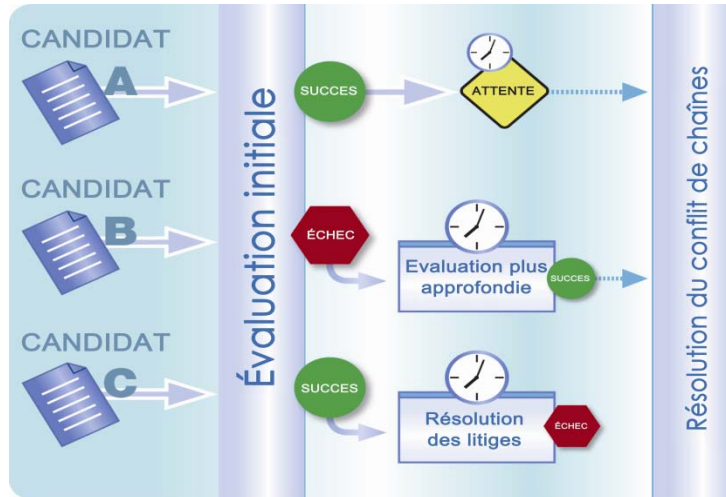 CANDIDAT
A
SUCCES
ATTENTE
CANDIDAT
B
ÉCHEC
Evaluation plus
approfondie
SUCCES
CANDIDAT
C
SUCCES
Résolution
des litiges
ÉCHEC
Évaluation initiale
Résolution du conflit de chaînes